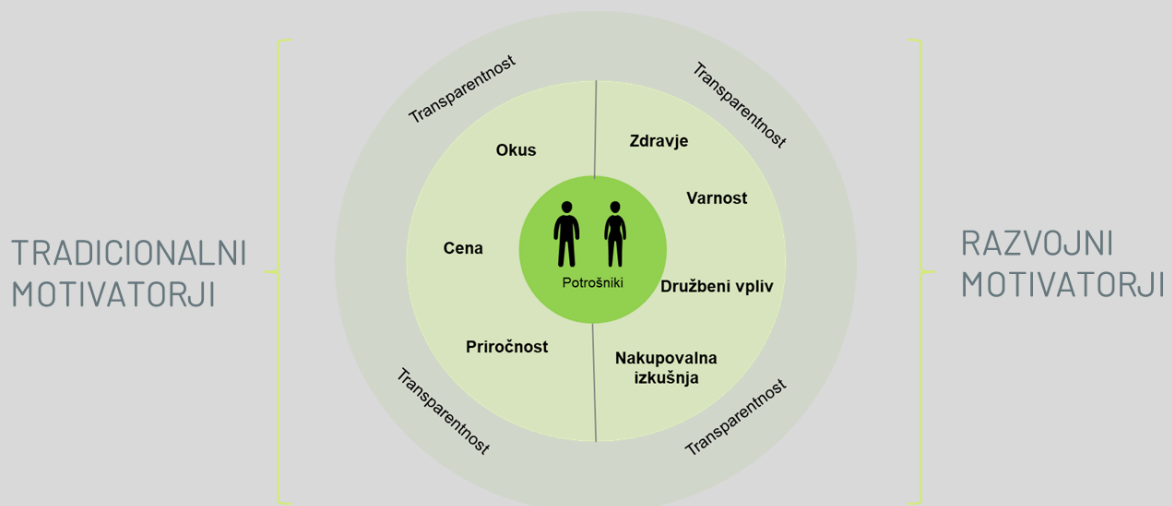 TRADICIONALNI
MOTIVATORJI
Transparentnost
Transparentnost
Okus
Zdravje
Varnost
Cena
Potrošniki
Družbeni vpliv
Priročnost
Nakupovalna
izkušnja
Transparentnost
Transparentnost
RAZVOJNI
MOTIVATORJI